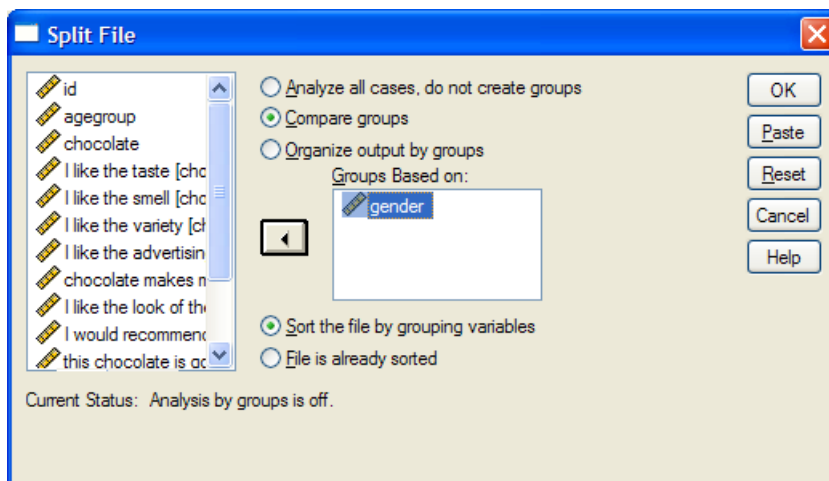 Split File
id
agegroup
chocolate
I like the taste [cho
I like the smell [cho
I like the variety [ch
I like the advertisin
chocolate makes m
I like the look of the
I would recommend
this chocolate is go
Analyze all cases, do not create groups
Compare groups
Organize output by groups
Groups Based on:
gender
Sort the file by grouping variables
File is already sorted
OK
Paste
Reset
Cancel
Help
Current Status: Analysis by groups is off.